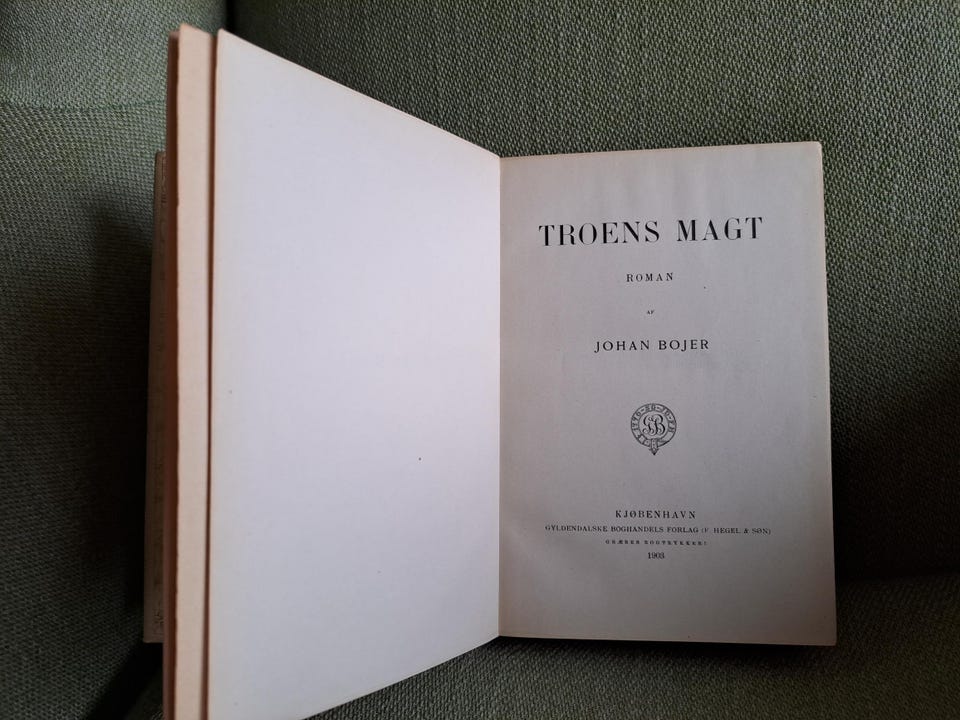 TROENS MAGT
ROMAN
AF
JOHAN BOJER
KJØBENHAVN
GYLDENDALSKE BOGHANDELS FORLAG (F. HEGEL & SØN)
GRÆBES BOGTRYKKERI
1903